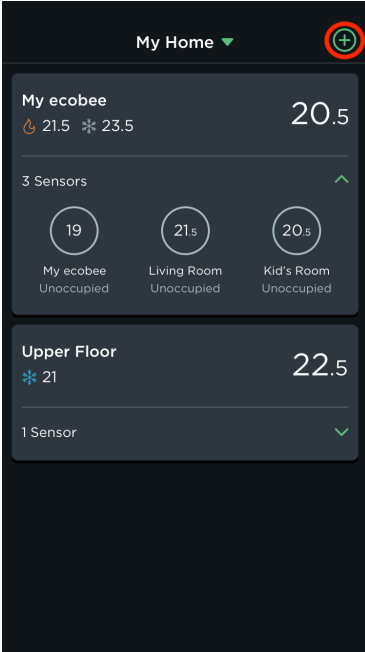 My Home
My ecobee
20.5
21.5 23.5
3 Sensors
19 21.5 20.5
My ecobee Living Room Kid's Room
Unoccupied Unoccupied Unoccupied
Upper Floor
22.5
21
1 Sensor